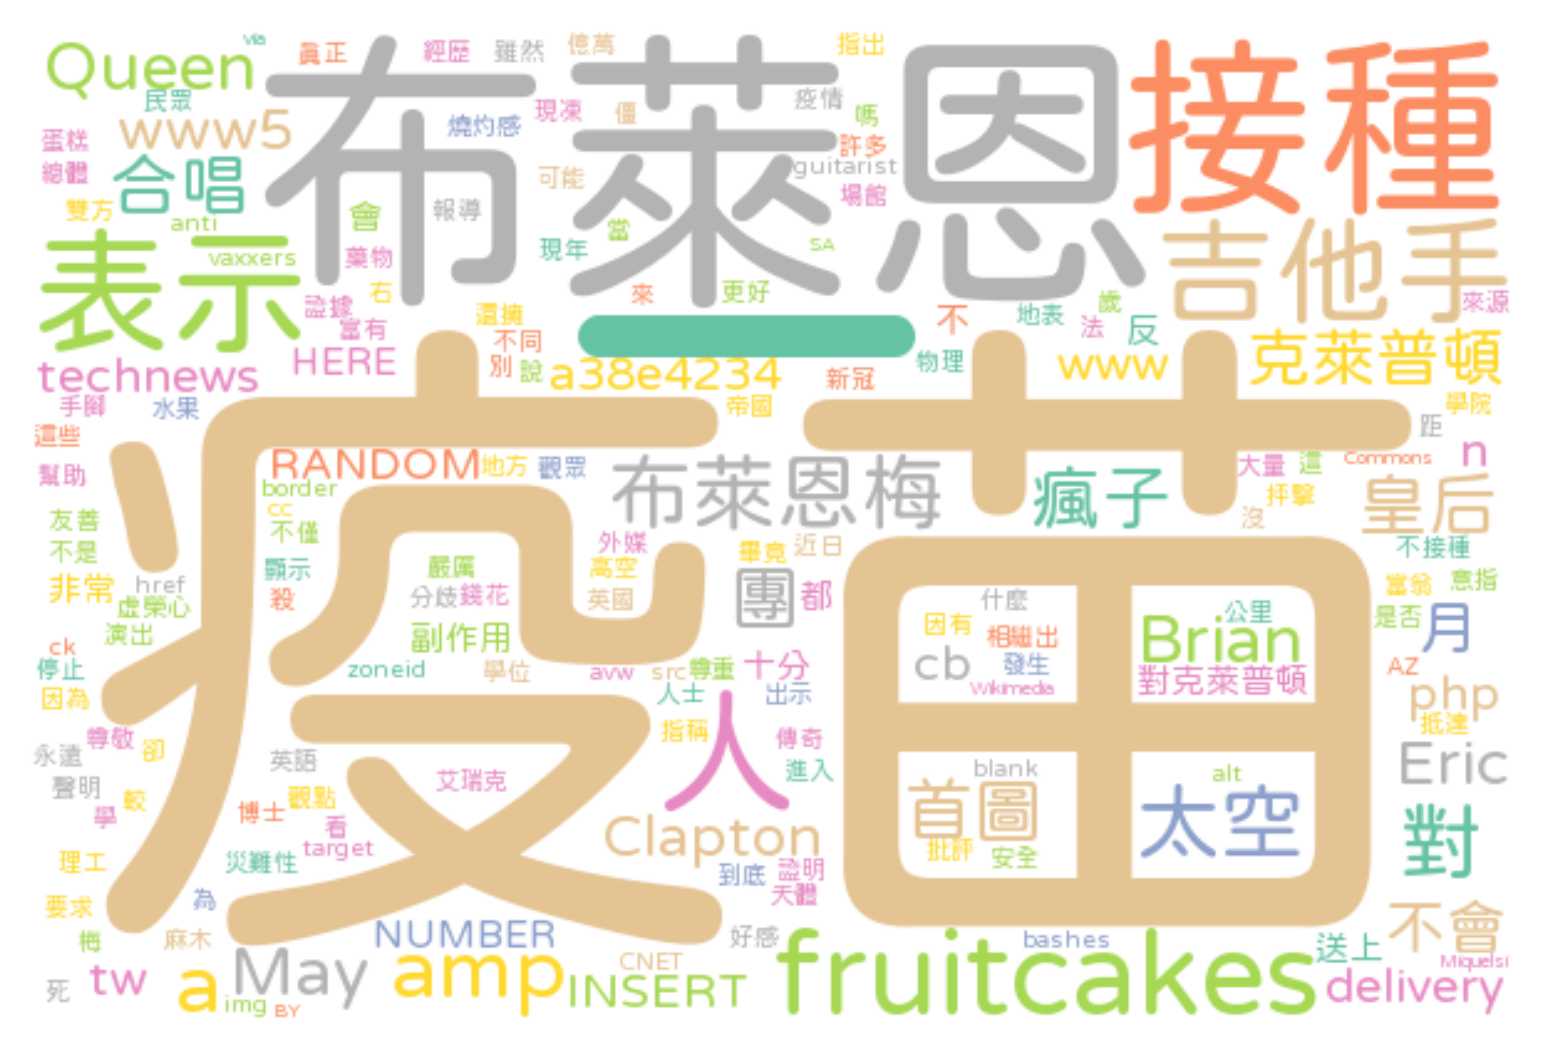 Queen
via
眞正
經歷
雖然
億萬
指出
布萊恩
接種
民眾
www5
燒灼感
現凍
僵
疫情
嗎
蛋糕
總體
合唱
可能
許多
guitarist
場館
雙方
anti
會
報導
當
現年
SA
吉他手
表示
vaxxers
藥物
右
來
更好
證據
富有
還擁
不
地表
歲
法
反
來源
一
technews
HERE
不同
別
說
a38e4234
新冠
物理
www
克萊普頓
手腳
水果
帝國
學院
這些
距
幫助
RANDOM
地方
觀眾
布萊恩梅
瘋子
大量
這
Commons
n
border
cc
不僅
抨擊
沒
皇后
友善
不是
外媒
畢竟
近日
不接種
疫苗
非常
href
顯示
嚴厲
高空
團
都
富翁
意指
虛榮心
殺
分歧
錢花
英國
什麼
演出
副作用
因有
相繼出
Brian
公里
是否
月
ck
停止
zoneid
學位
avw
src
尊重
十分
cb
發生
Wikimedia
對克萊普頓
AZ
因為
人士
出示
php
抵達
尊敬
卻
指稱
人
傳奇
永遠
英語
進入
blank
alt
Eric
聲明
較
艾瑞克
學
博士
觀點
看
target
Clapton
首圖
太空
對
理工
災難性
到底
證明
天體
批評
安全
要求
為
梅
麻木
NUMBER
好感
bashes
送上
不會
死
tw
a
img
BY
May
amp
CNET
INSERT
fruitcakes
delivery
Miquelsi